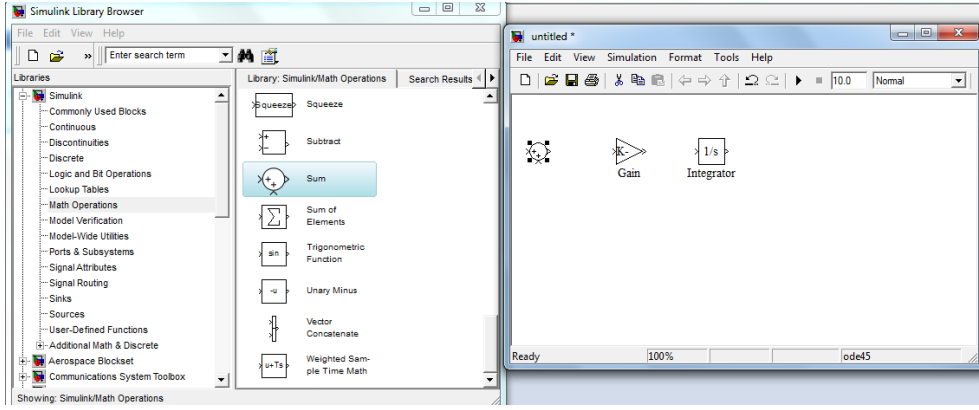 Simulink Library Browser
File Edit View Help
» Enter search term
Libraries
Simulink
Commonly Used Blocks
Continuous
Discontinuities
Discrete
Logic and Bit Operations
Lookup Tables
Math Operations
Model Verification
Model-Wide Utilities
Ports & Subsystems
Signal Attributes
Signal Routing
Sinks
Sources
User-Defined Functions
Additional Math & Discrete
Aerospace Blockset
Communications System Toolbox
Showing: Simulink/Math Operations
Library: Simulink/Math Operations
Search Results
Squeeze Squeeze
+
− Subtract
+ + Sum
Σ Sum of
Elements
sin Trigonometric
Function
-u Unary Minus
Vector
Concatenate
u+Ts Weighted Sam-
ple Time Math
untitled *
File Edit View Simulation Format Tools Help
10.0 Normal
+ + K- 1/s
Gain Integrator
Ready 100% ode45